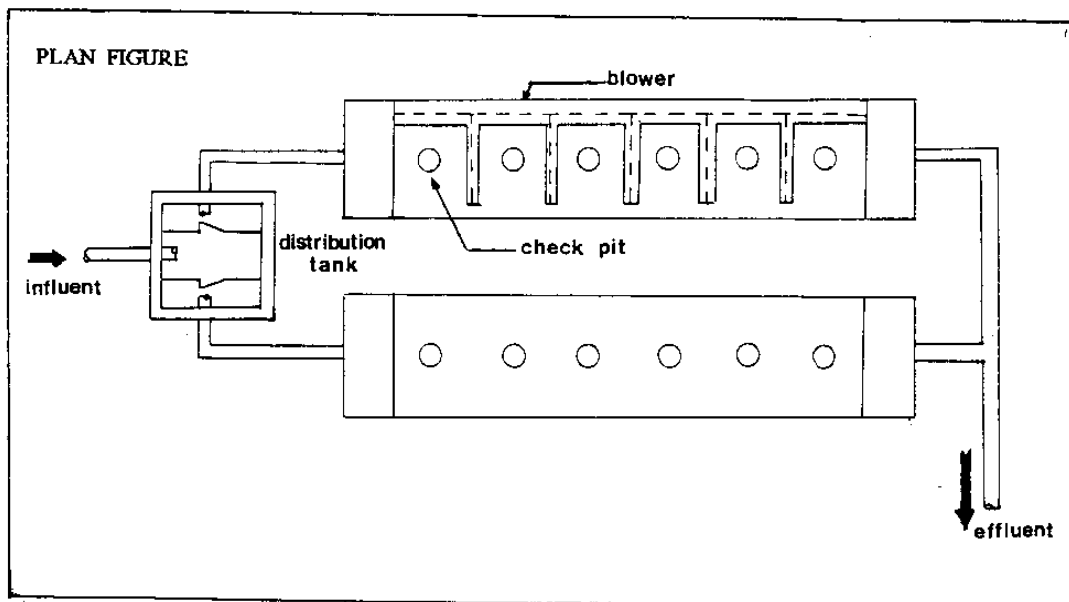 PLAN FIGURE
blower
distribution
tank
check pit
influent
effluent